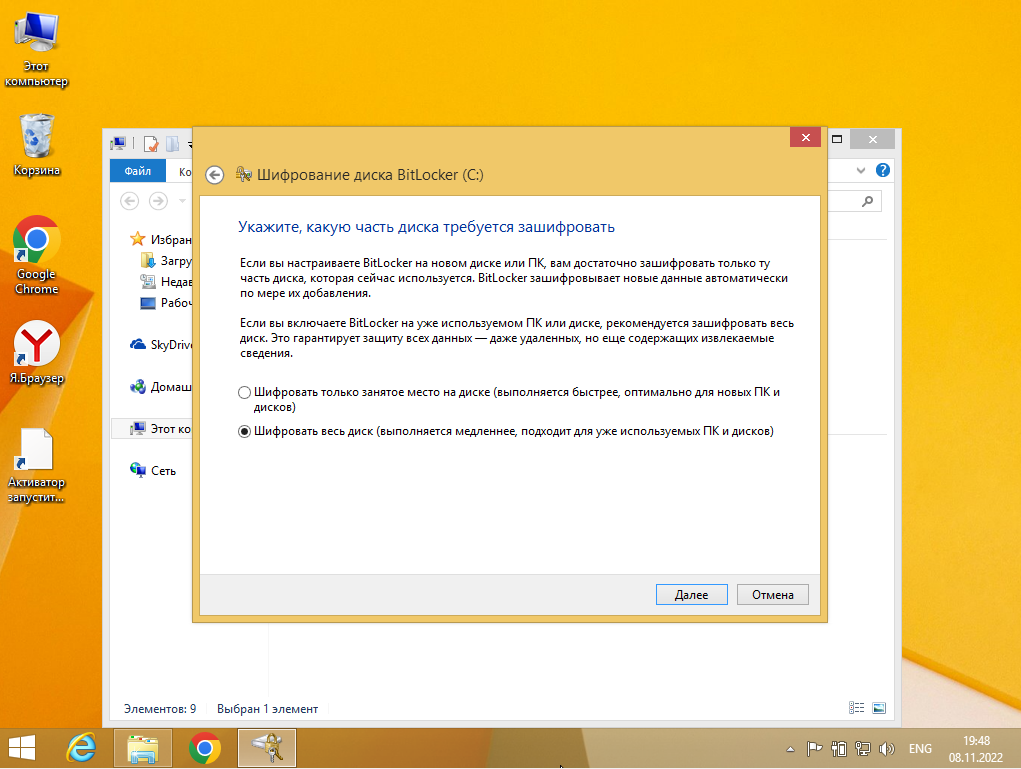 Этот
компьютер
Корзина
Google
Chrome
Я.Браузер
Активатор
запустит...
Файл
Ко
Избран
Загру
Недав
Рабоч
SkyDriv
Домаш
Этот ко
Сеть
Шифрование диска BitLocker (C:)
Укажите, какую часть диска требуется зашифровать
Если вы настраиваете BitLocker на новом диске или ПК, вам достаточно зашифровать только ту
часть диска, которая сейчас используется. BitLocker зашифровывает новые данные автоматически
по мере их добавления.
Если вы включаете BitLocker на уже используемом ПК или диске, рекомендуется зашифровать весь
диск. Это гарантирует защиту всех данных — даже удаленных, но еще содержащих извлекаемые
сведения.
Шифровать только занятое место на диске (выполняется быстрее, оптимально для новых ПК и
дисков)
Шифровать весь диск (выполняется медленнее, подходит для уже используемых ПК и дисков)
Далее
Отмена
Элементов: 9
Выбран 1 элемент
ENG
19:48
08.11.2022